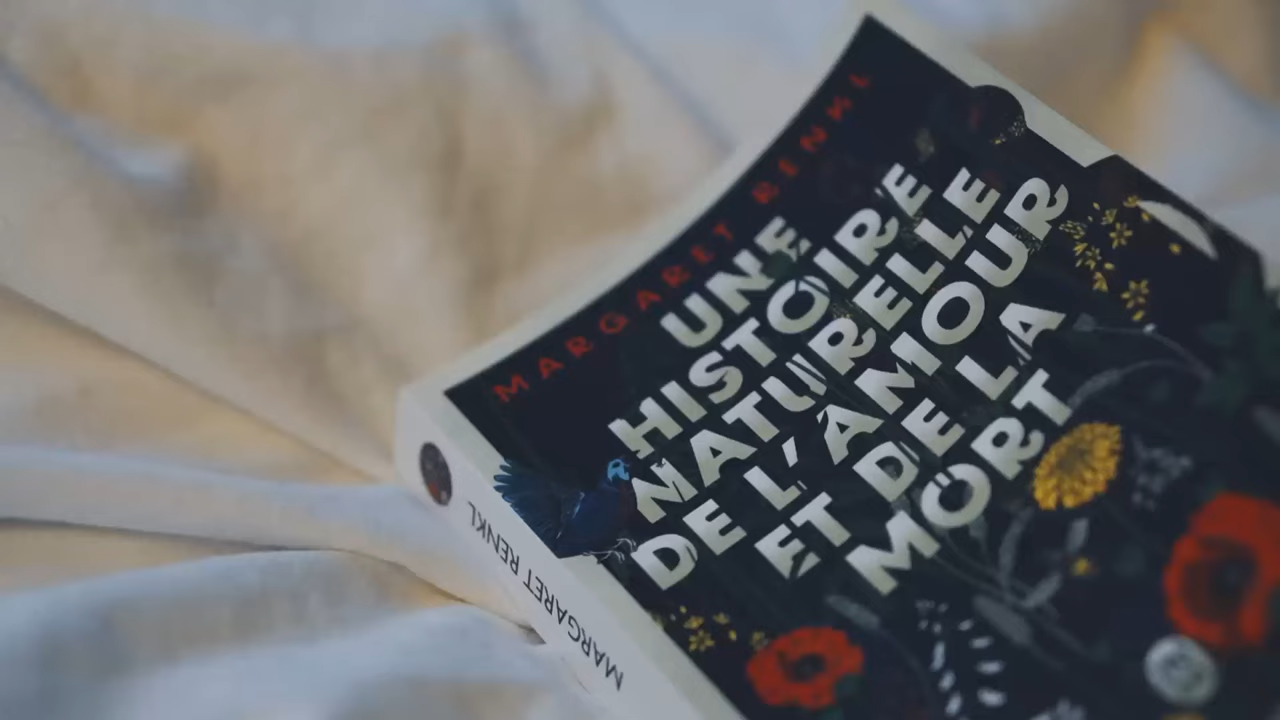 MARGARET RENKL
UNE
HISTOIRE
NATURELLE
DE L'AMOUR
ET DE LA
MORT
MARGARET RENKL